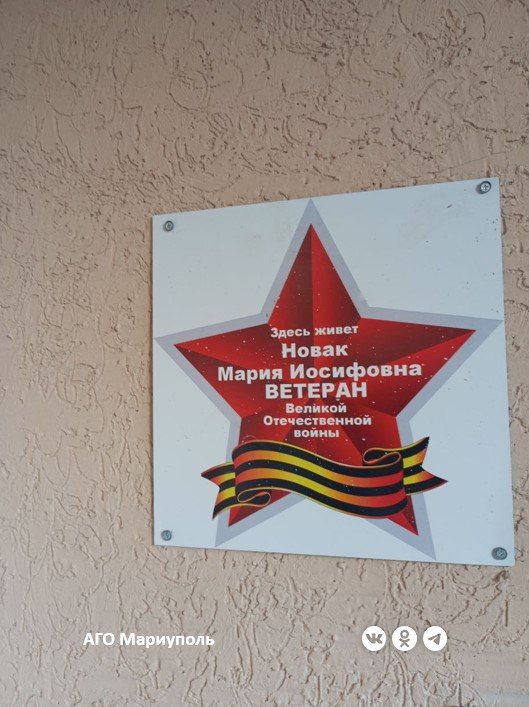 Здесь живет
Новак
Мария Иосифовна
ВЕТЕРАН
Великой
Отечественной
войны
АГО Мариуполь